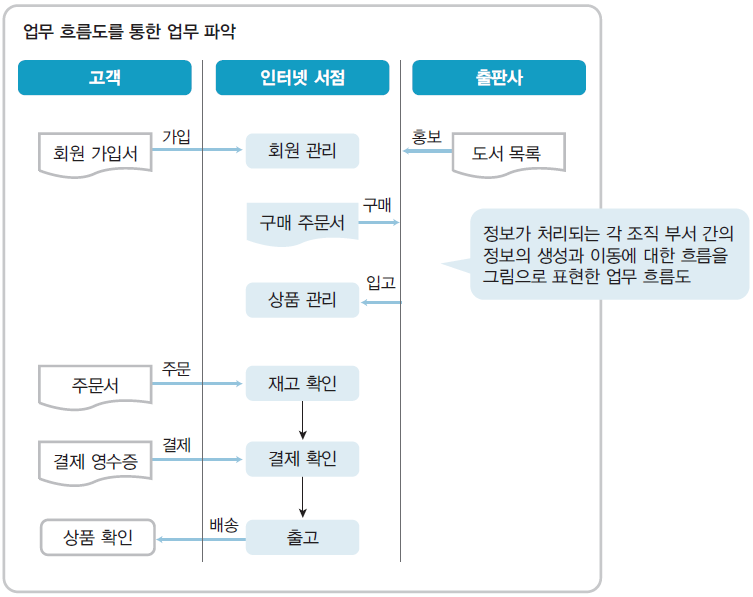 업무 흐름도를 통한 업무 파악
고객
인터넷 서점
출판사
회원 가입서
가입
회원 관리
홍보
도서 목록
구매 주문서
구매
정보가 처리되는 각 조직 부서 간의
정보의 생성과 이동에 대한 흐름을
그림으로 표현한 업무 흐름도
상품 관리
입고
주문서
주문
재고 확인
결제 영수증
결제
결제 확인
상품 확인
배송
출고